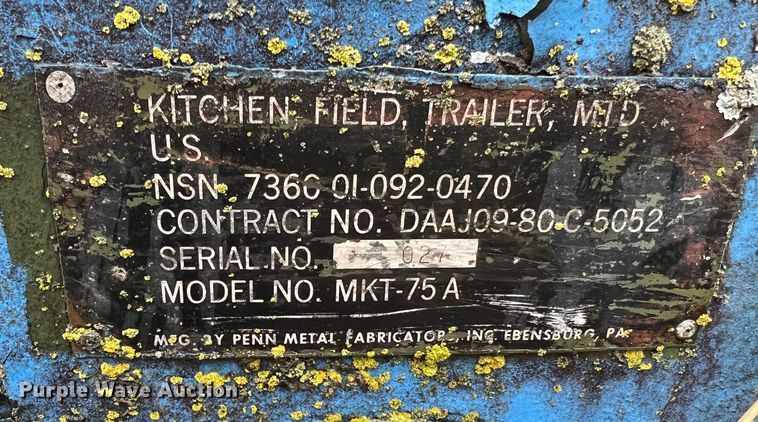 KITCHEN, FIELD, TRAILER, MTD
U.S.
NSN 7360 01-092-0470
CONTRACT NO. DAAJ09-80-C-5052
SERIAL NO.
MODEL NO. MKT-75 A
MFG. BY PENN METAL FABRICATORS, INC. EBENSBURG, PA.
Purple Wave Auction